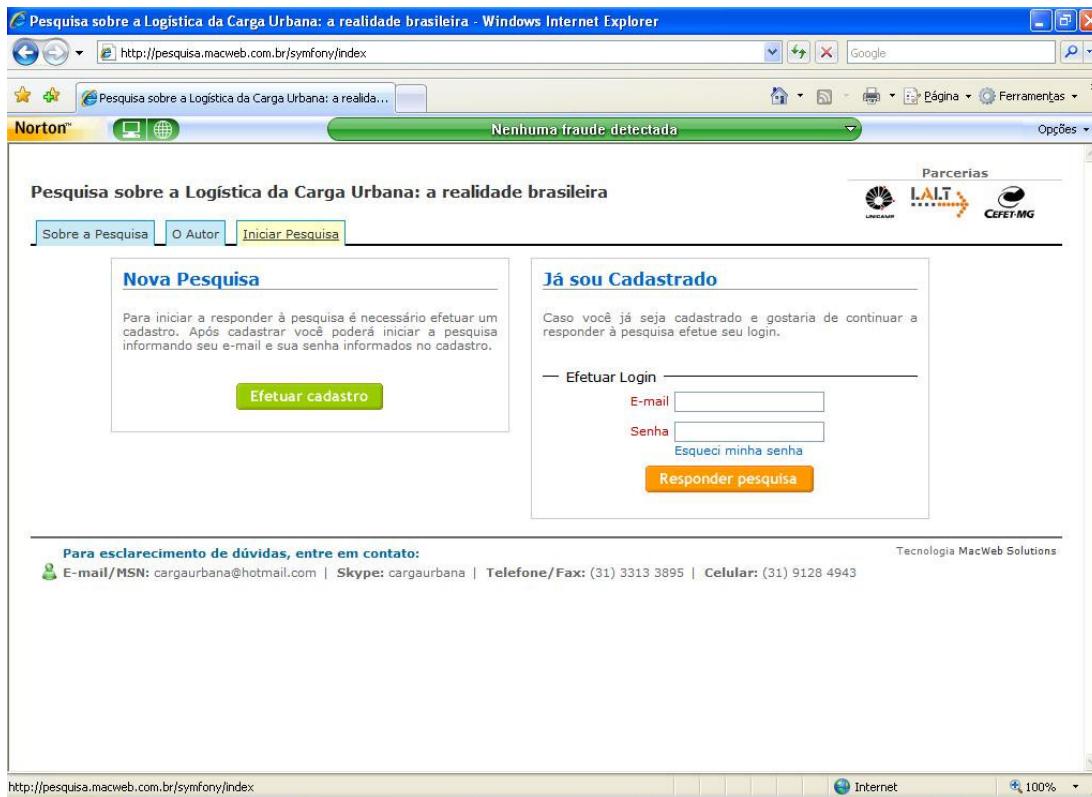 Pesquisa sobre a Logística da Carga Urbana: a realidade brasileira - Windows Internet Explorer
http://pesquisa.macweb.com.br/symfony/index
Google
Pesquisa sobre a Logística da Carga Urbana: a realida...
Página
Ferramentas
Norton™
Nenhuma fraude detectada
Opções
Parcerias
Pesquisa sobre a Logística da Carga Urbana: a realidade brasileira
UNICAMP
LALT
CEFET-MG
Sobre a Pesquisa
O Autor
Iniciar Pesquisa
Nova Pesquisa
Para iniciar a responder à pesquisa é necessário efetuar um
cadastro. Após cadastrar você poderá iniciar a pesquisa
informando seu e-mail e sua senha informados no cadastro.
Efetuar cadastro
Já sou Cadastrado
Caso você já seja cadastrado e gostaria de continuar a
responder à pesquisa efetue seu login.
Efetuar Login
E-mail
Senha
Esqueci minha senha
Responder pesquisa
Para esclarecimento de dúvidas, entre em contato:
Tecnologia MacWeb Solutions
E-mail/MSN: cargaurbana@hotmail.com | Skype: cargaurbana | Telefone/Fax: (31) 3313 3895 | Celular: (31) 9128 4943
http://pesquisa.macweb.com.br/symfony/index
Internet
100%